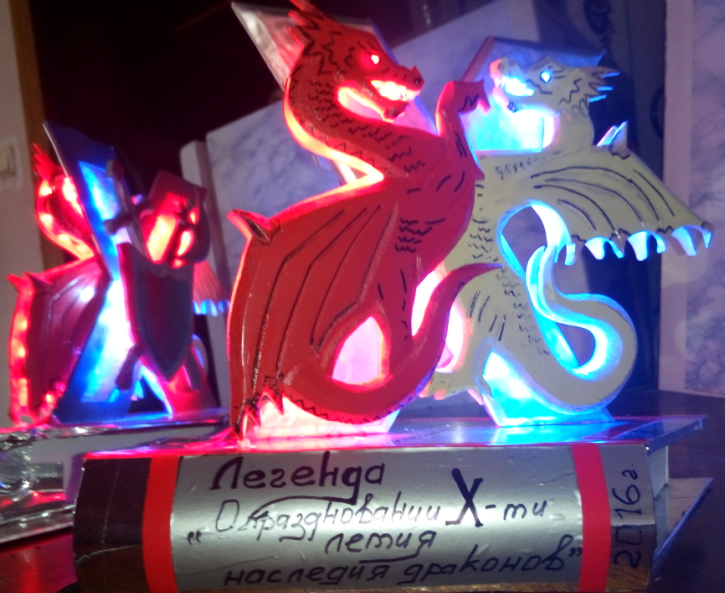 Легенда
"О праздновании X-ти
летия
наследия драконов"
2016г.